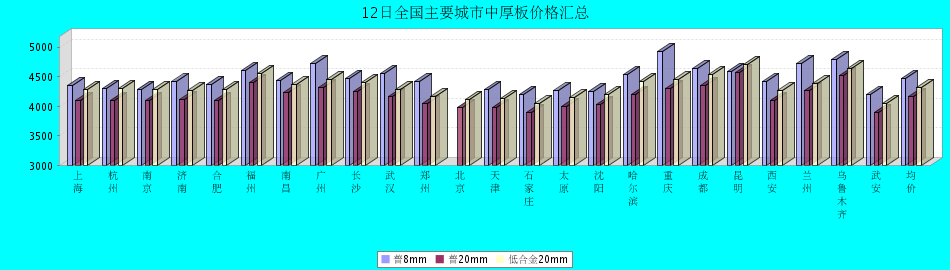 12日全国主要城市中厚板价格汇总
5000
4500
4000
3500
3000
上海
杭州
南京
济南
合肥
福州
南昌
广州
长沙
武汉
郑州
北京
天津
石家庄
太原
沈阳
哈尔滨
重庆
成都
昆明
西安
兰州
乌鲁木齐
武安
均价
普8mm 普20mm 低合金20mm